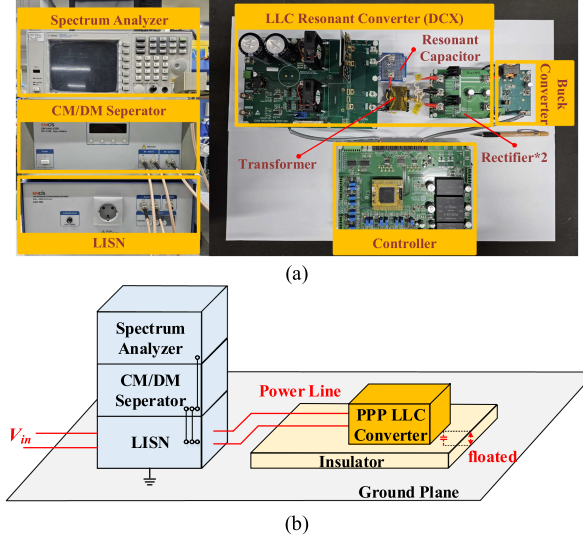 Spectrum Analyzer
CM/DM Seperator
LISN
LLC Resonant Converter (DCX)
Resonant
Capacitor
Buck
Converter
Transformer
Rectifier*2
Controller
(a)
Spectrum
Analyzer
CM/DM
Seperator
LISN
Vin
Power Line
PPP LLC
Converter
Insulator
floated
Ground Plane
(b)